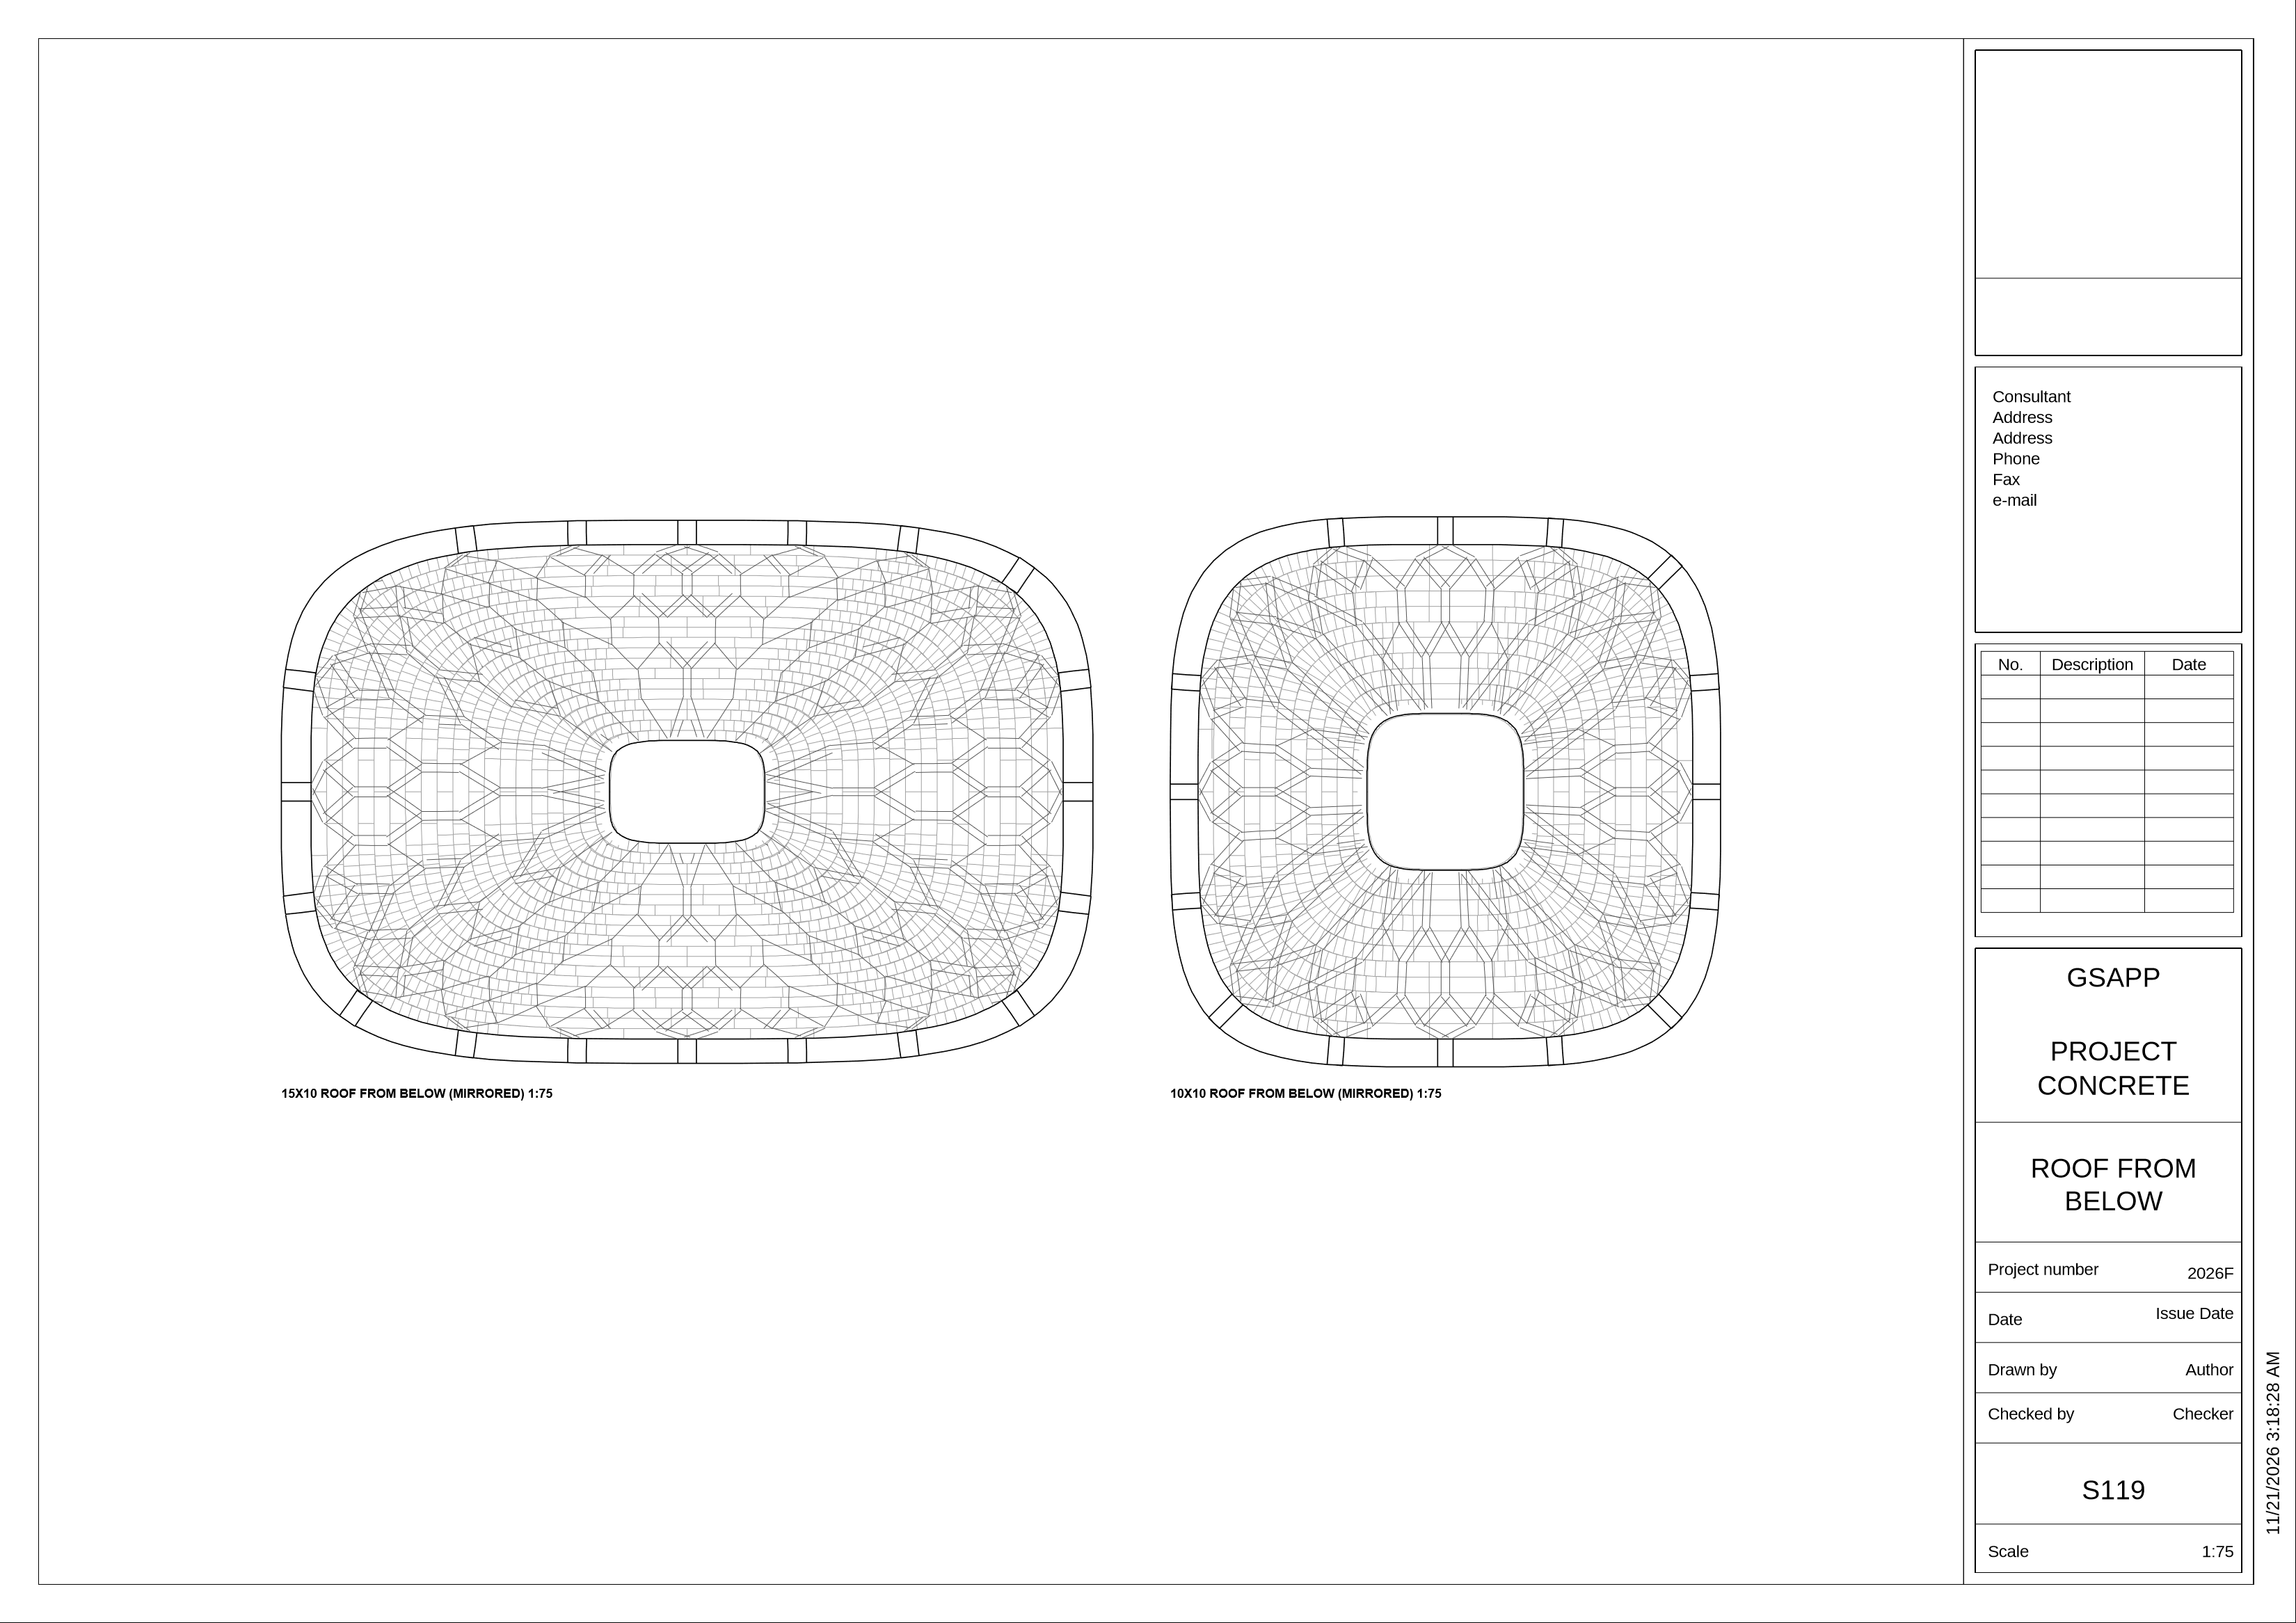 15X10 ROOF FROM BELOW (MIRRORED) 1:75
10X10 ROOF FROM BELOW (MIRRORED) 1:75
Consultant
Address
Address
Phone
Fax
e-mail
No. Description Date
GSAPP
PROJECT
CONCRETE
ROOF FROM
BELOW
Project number 2026F
Date Issue Date
Drawn by Author
Checked by Checker
S119
Scale 1:75
11/21/2026 3:18:28 AM